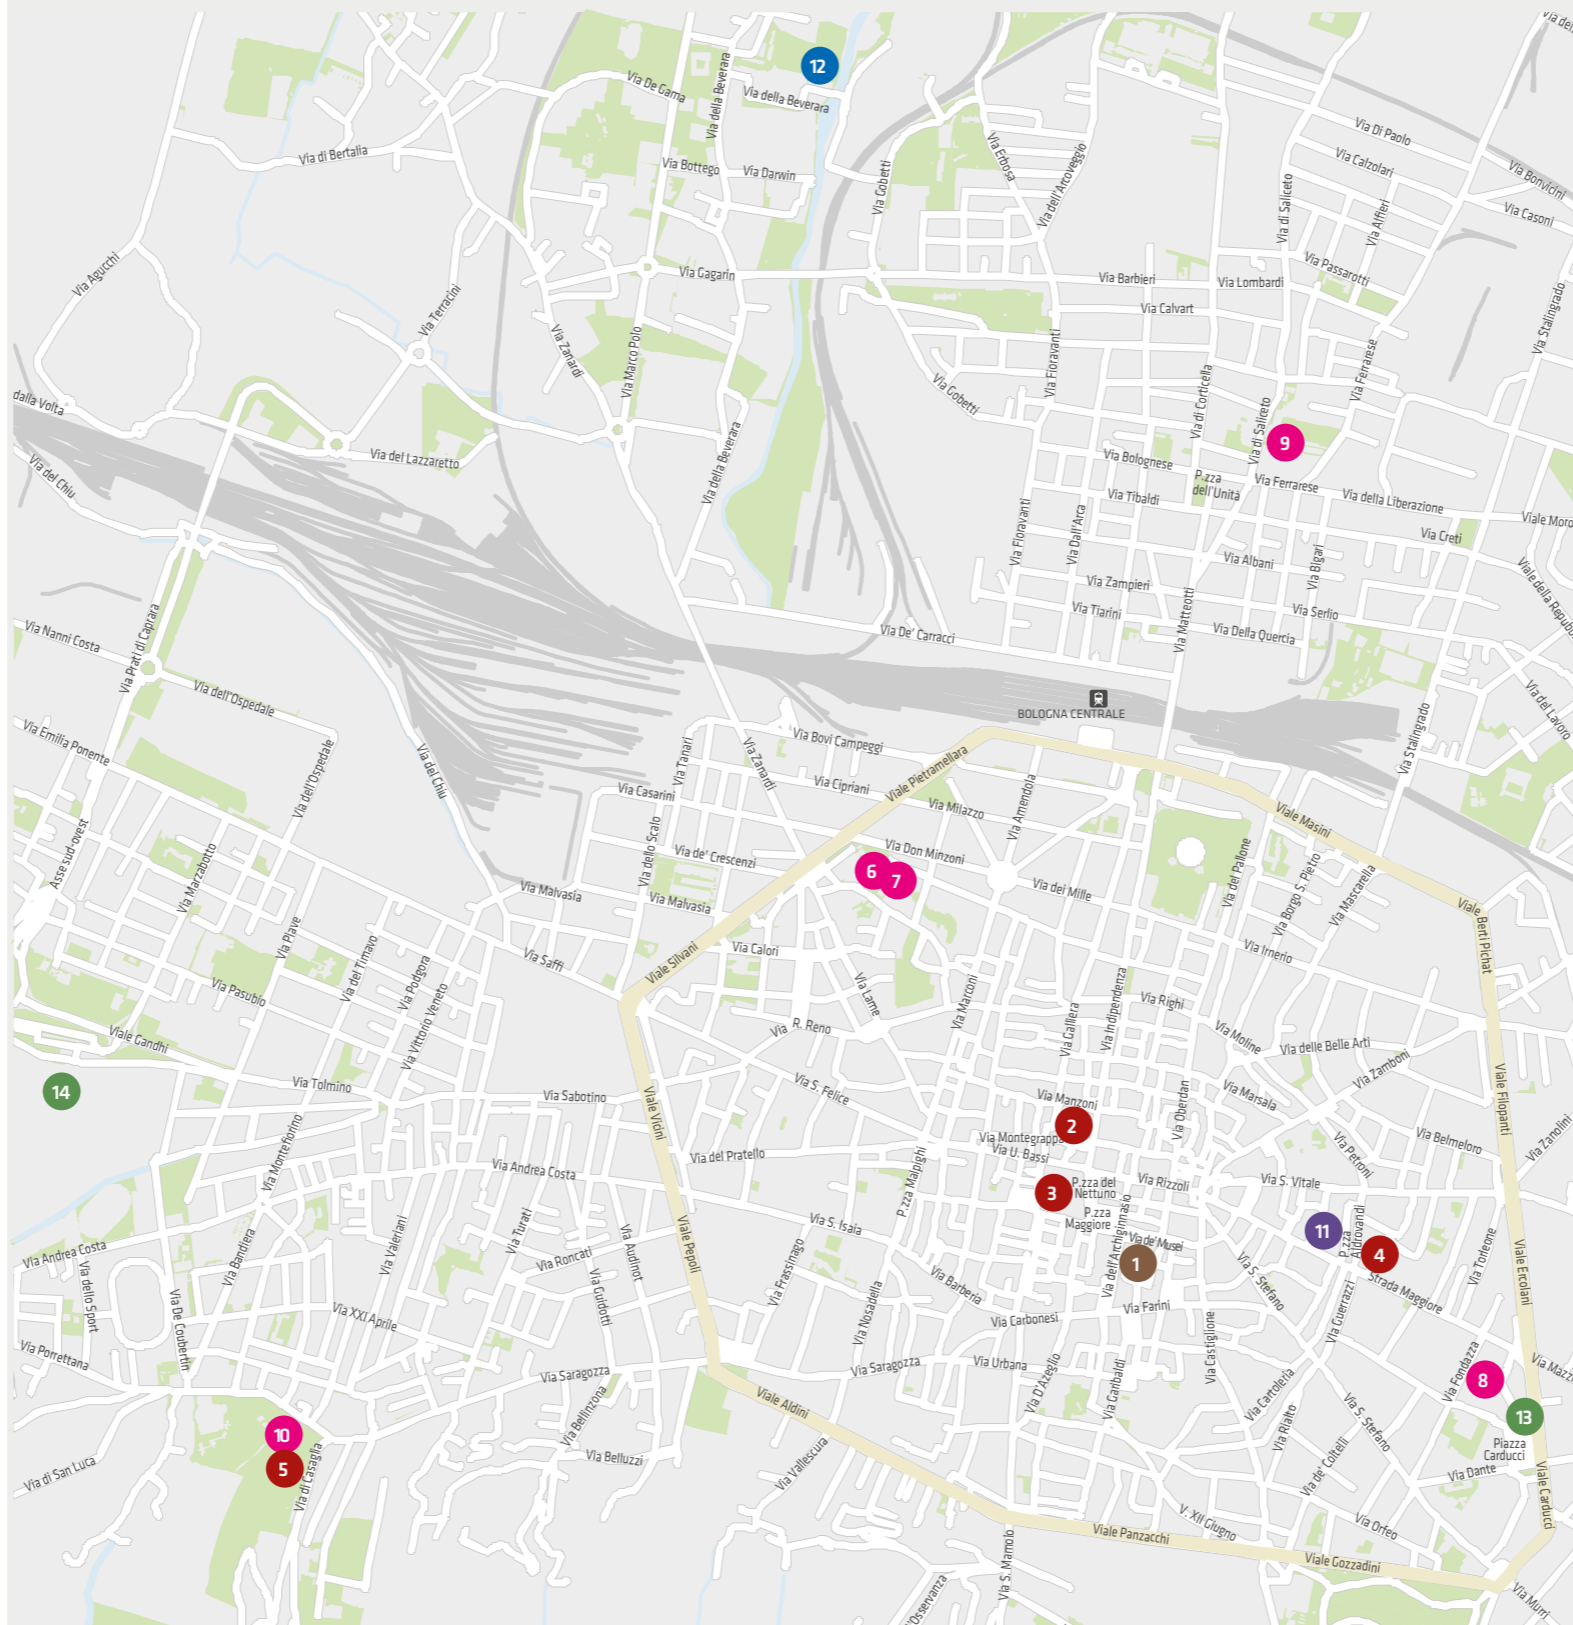 12
Via De Gama
Via della Beverara
Via della Beverara
Via Di Paolo
Via di Bertalia
Via Bottego
Via Darwin
Via Gobetti
Via Erbosa
Via dell'Arcoveggio
Via Calzolari
Via Bonvicini
Via di Saliceto
Via Alfieri
Via Casoni
Via Agucchi
Via Terracini
Via Gagarin
Via Barbieri
Via Lombardi
Via Passarotti
Via Calvart
Via Stalingrado
Via Zanardi
Via Marco Polo
Via Fioravanti
Via Ferrarese
Via Gobetti
Via di Corticella
Via di Saliceto
dalla Volta
9
Via del Chiu
Via del Lazzaretto
Via della Beverara
Via Bolognese
P.zza
dell'Unità
Via Ferrarese
Via Tibaldi
Via della Liberazione
Viale Moro
Via Fioravanti
Via Dall'Arca
Via Creti
Via Albani
Via Bigari
Via Zampieri
Via Tiarini
Via Serlio
Viale della Repubbl
Via De' Carracci
Via Matteotti
Via Della Quercia
Via Nanni Costa
Via Prati di Caprara
Via dell'Ospedale
BOLOGNA CENTRALE
Via del Lavoro
Via Emilia Ponente
Via dell'Ospedale
Via del Chiu
Via Tanari
Via Zanardi
Via Bovi Campeggi
Viale Pietramellara
Via Stalingrado
Via Casarini
Via Cipriani
Via Milazzo
Via Amendola
Viale Masini
Asse sud-ovest
Via Marzabotto
Via dello Scalo
Via de' Crescenzi
Via Don Minzoni
6
7
Via dei Mille
Via del Pallone
Via Borgo S. Pietro
Via Mascarella
Via Malvasia
Via Malvasia
Viale Berti Pichat
Via Piave
Via del Timavo
Via Podgora
Via Vittorio Veneto
Via Saffi
Viale Silvani
Via Calori
Via Irnerio
Via Pasubio
Via Lame
Via Marconi
Via Galliera
Via Indipendenza
Via Righi
Via R. Reno
Via Moline
Via delle Belle Arti
Viale Gandhi
Via Zamboni
14
Via Tolmino
Via Sabotino
Via S. Felice
Via Manzoni
Via Oberdan
Via Marsala
Viale Filopanti
Viale Vicini
2
Via Montegrappa
Via U. Bassi
Via Petroni
Via Belmeloro
Via Zanolini
Via Montefiorino
Via Andrea Costa
Via del Pratello
P.zza Malpighi
3
P.zza del
Nettuno
Via Rizzoli
Via S. Vitale
P.zza
Maggiore
Via de' Musei
Via dell'Archiginnasio
11
P.zza
Aldrovandi
4
Via Andrea Costa
Via dello Sport
Via Bandiera
Via Valeriani
Via Turati
Via Roncati
Via Audinot
Viale Pepoli
Via S. Isaia
Via Frassinago
Via Barberia
1
Via S. Stefano
Strada Maggiore
Via Torleone
Viale Ercolani
Via De Coubertin
Via XXI Aprile
Via Guidotti
Via Nosadella
Via Carbonesi
Via Farini
Via Guerrazzi
Via Porrettana
Via Saragozza
Via Saragozza
Via Urbana
Via D'Azeglio
Via Garibaldi
Via Castiglione
Via Cartoleria
Via Fondazza
Via Mazz
8
13
Piazza
Carducci
10
5
Via di Casaglia
Via di San Luca
Via Bellinzona
Via Belluzzi
Viale Aldini
Via Vallescura
Via Rialto
Via de' Coltelli
Via S. Stefano
Via Dante
Viale Carducci
Via Orfeo
V. XII Giugno
Viale Panzacchi
Viale Gozzadini
Via S. Mamolo
l'Osservanza
Via Murri